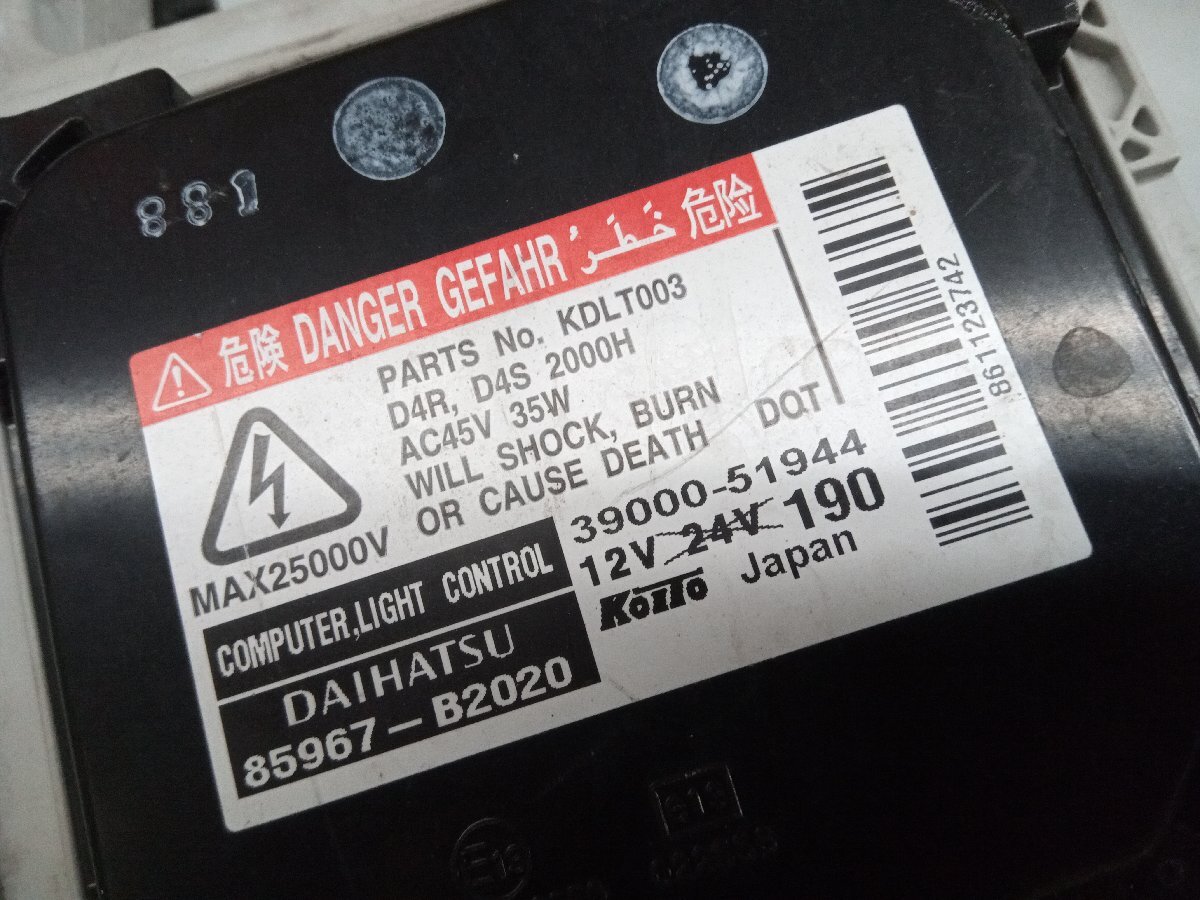 881
危険 DANGER GEFAHR خَطَرُ 危险
PARTS No. KDLT003
D4R, D4S 2000H
AC45V 35W
WILL SHOCK, BURN
OR CAUSE DEATH DOT
MAX25000V
39000-51944
12V 24V 190
KOITO Japan
COMPUTER,LIGHT CONTROL
DAIHATSU
85967-B2020
861123742
E13